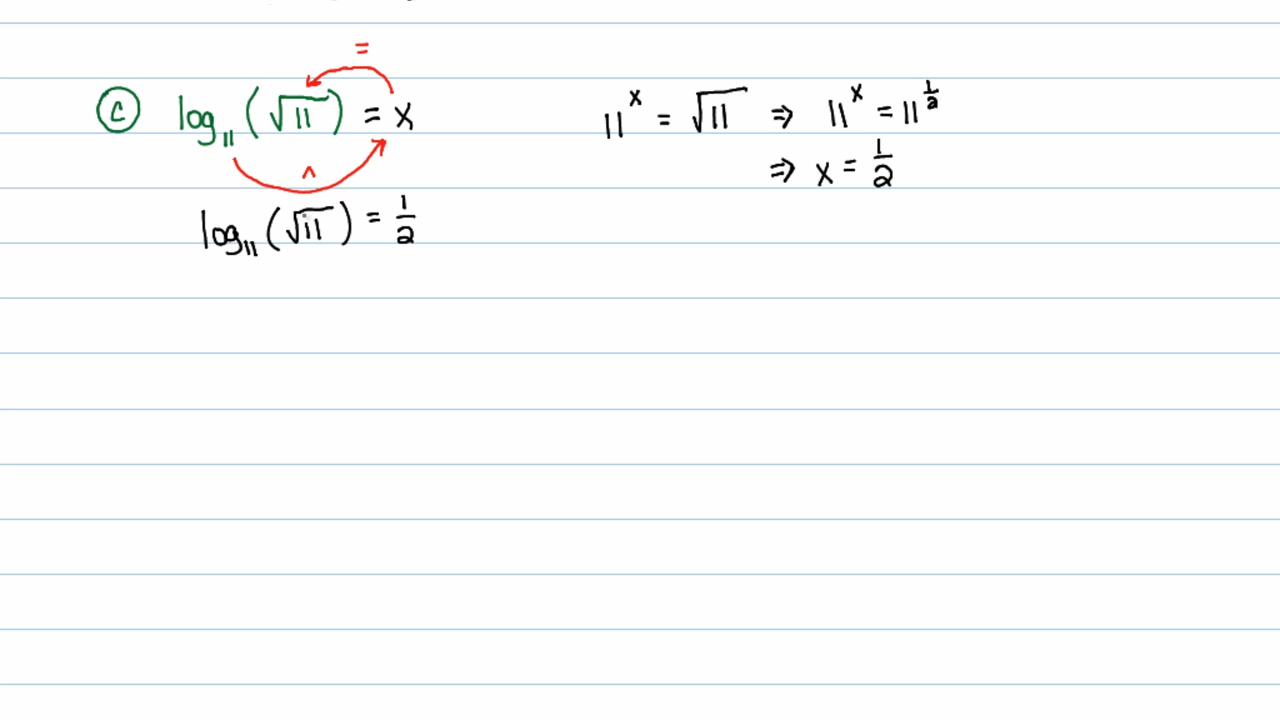 =
Ⓒ log₁₁(√11) = x
^
log₁₁(√11) = 1/2
11^x = √11 ⇒ 11^x = 11^(1/2)
⇒ x = 1/2